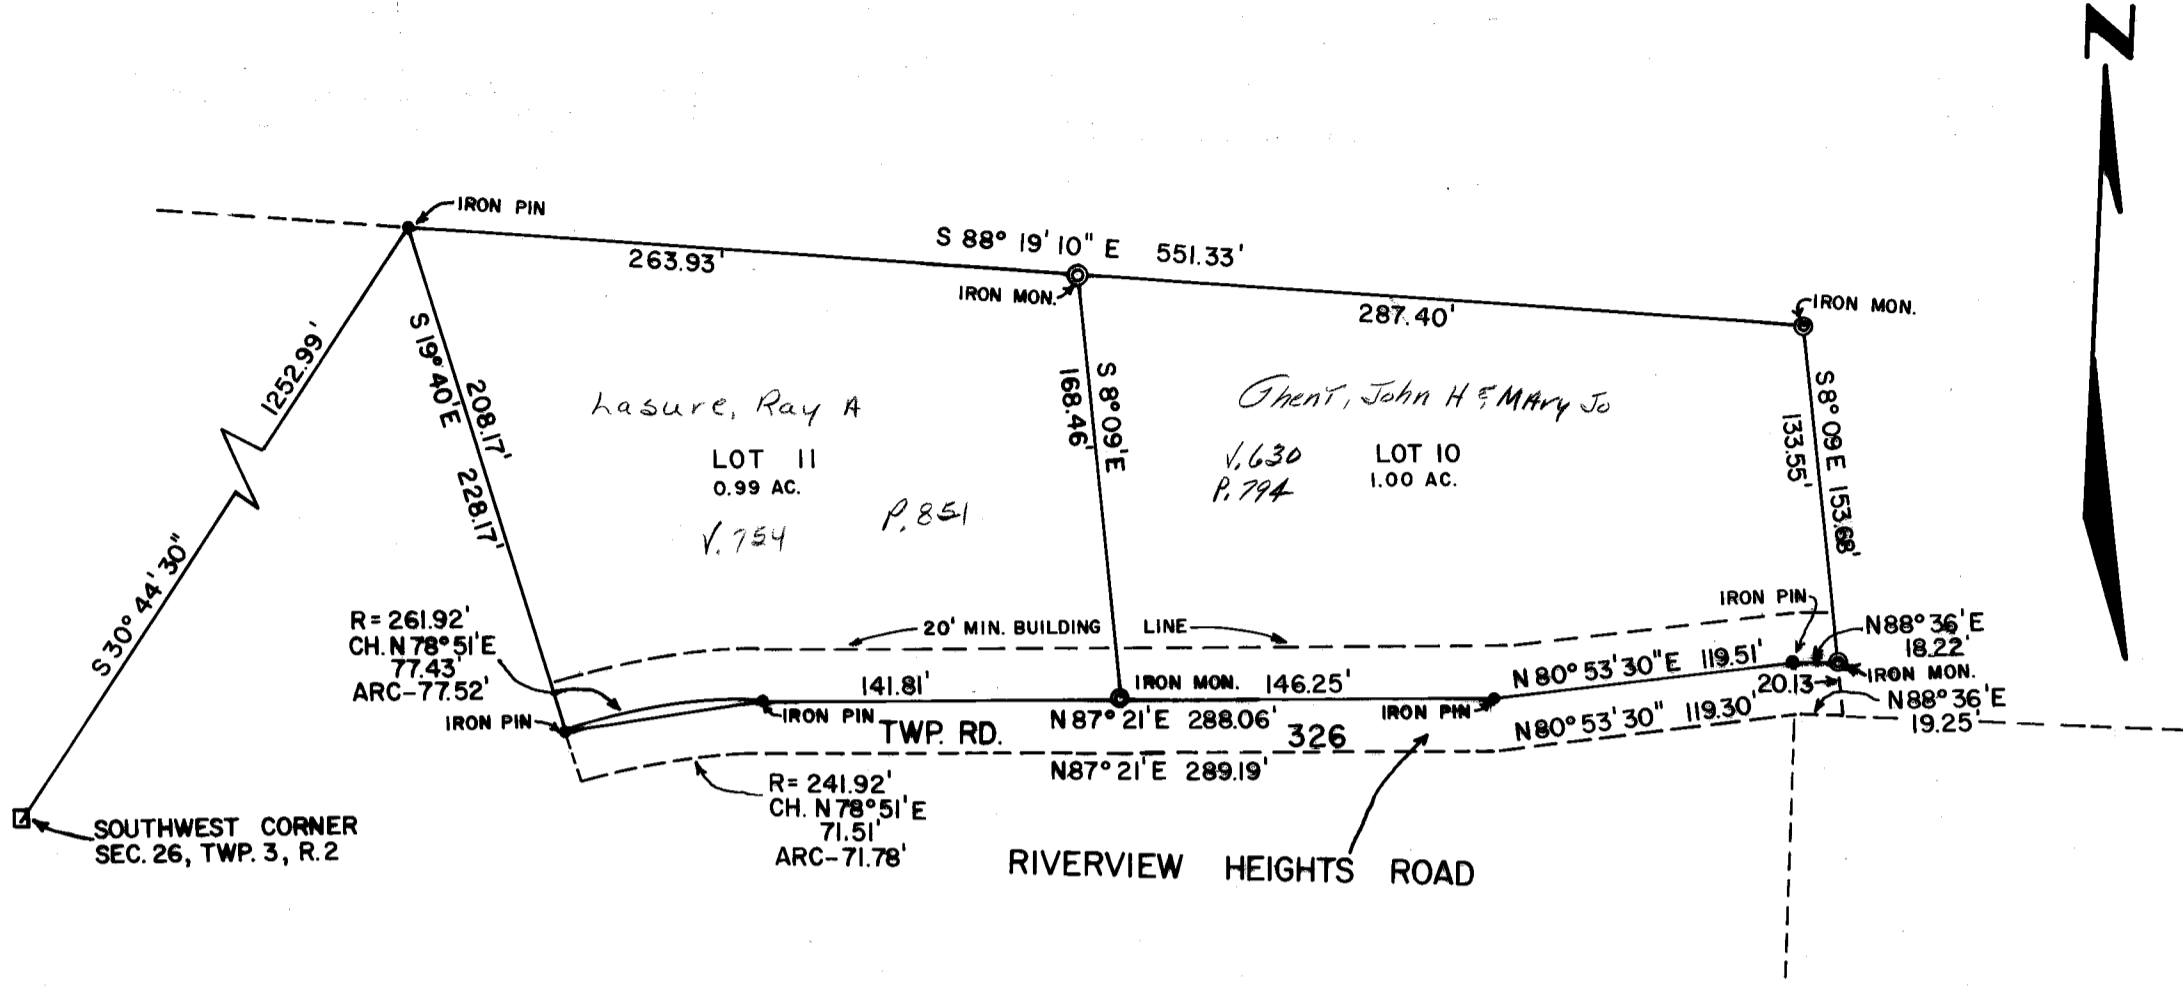 N
IRON PIN
S 88° 19' 10" E 551.33'
263.93'
IRON MON.
287.40'
IRON MON.
1252.99'
S 30° 44' 30"
S 19° 40' E
208.17'
228.17'
Lasure, Ray A
LOT 11
0.99 AC.
V. 754
P. 851
168.46'
S 8° 09' E
Ghent, John H & Mary Jo
V. 630
P. 794
LOT 10
1.00 AC.
S 8° 09 E 153.68'
133.55'
R= 261.92'
CH. N 78° 51' E
77.43'
ARC-77.52'
20' MIN. BUILDING LINE
IRON PIN
N 88° 36' E
18.22'
IRON MON.
IRON PIN
141.81'
IRON PIN
IRON MON.
146.25'
IRON PIN
N 80° 53' 30" E 119.51'
20.13
N 88° 36' E
19.25'
TWP. RD. 326
N 87° 21' E 288.06'
N 87° 21' E 289.19'
N 80° 53' 30" 119.30'
R= 241.92'
CH. N 78° 51' E
71.51'
ARC-71.78'
RIVERVIEW HEIGHTS ROAD
SOUTHWEST CORNER
SEC. 26, TWP. 3, R. 2